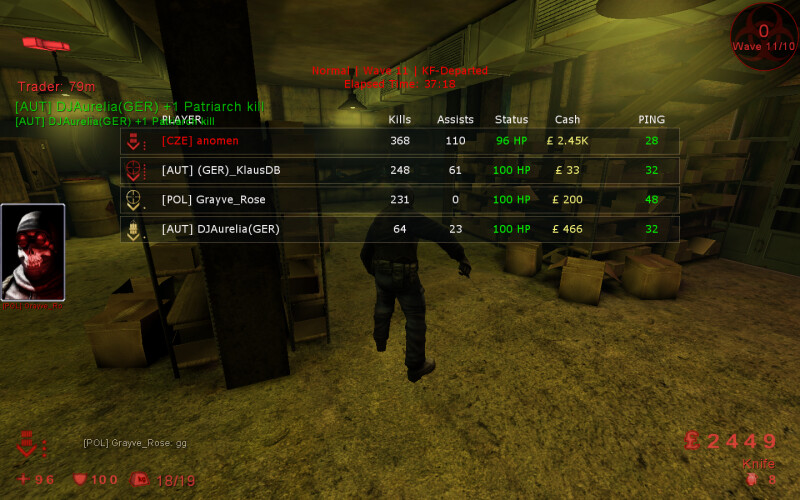 0
Wave 11/10
Normal | Wave 11 | KF-Departed
Elapsed Time: 37:18
Trader: 79m
[AUT] DJAurelia(GER) +1 Patriarch kill
[AUT] DJAurelia(GER) +1 Patriarch kill
PLAYER Kills Assists Status Cash PING
[CZE] anomen 368 110 96 HP £ 2.45K 28
[AUT] (GER)_KlausDB 248 61 100 HP £ 33 32
[POL] Grayve_Rose 231 0 100 HP £ 200 48
[AUT] DJAurelia(GER) 64 23 100 HP £ 466 32
[POL] Grayve_Rose: gg
£2449
Knife
+ 96 100 18/19 8